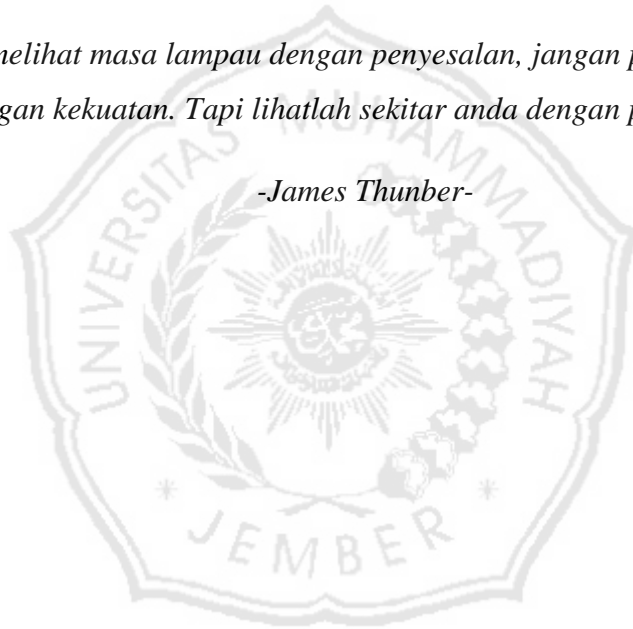 melihat masa lampau dengan penyesalan, jangan
gan kekuatan. Tapi lihatlah sekitar anda dengan
-James Thunber-
UNIVERSITAS MUHAMMADIYAH
JEMBER